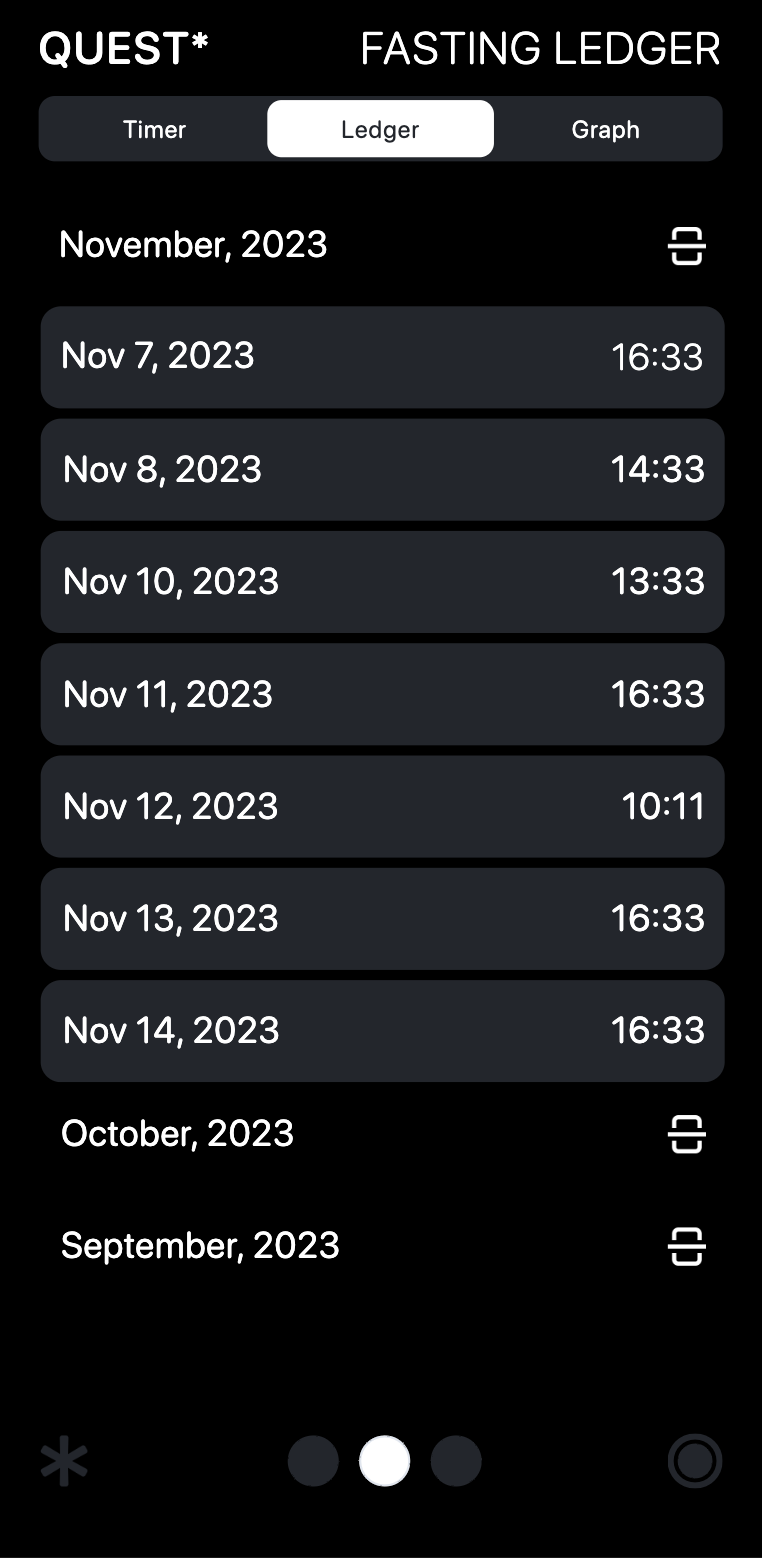 QUEST* FASTING LEDGER
Timer Ledger Graph
November, 2023
Nov 7, 2023 16:33
Nov 8, 2023 14:33
Nov 10, 2023 13:33
Nov 11, 2023 16:33
Nov 12, 2023 10:11
Nov 13, 2023 16:33
Nov 14, 2023 16:33
October, 2023
September, 2023